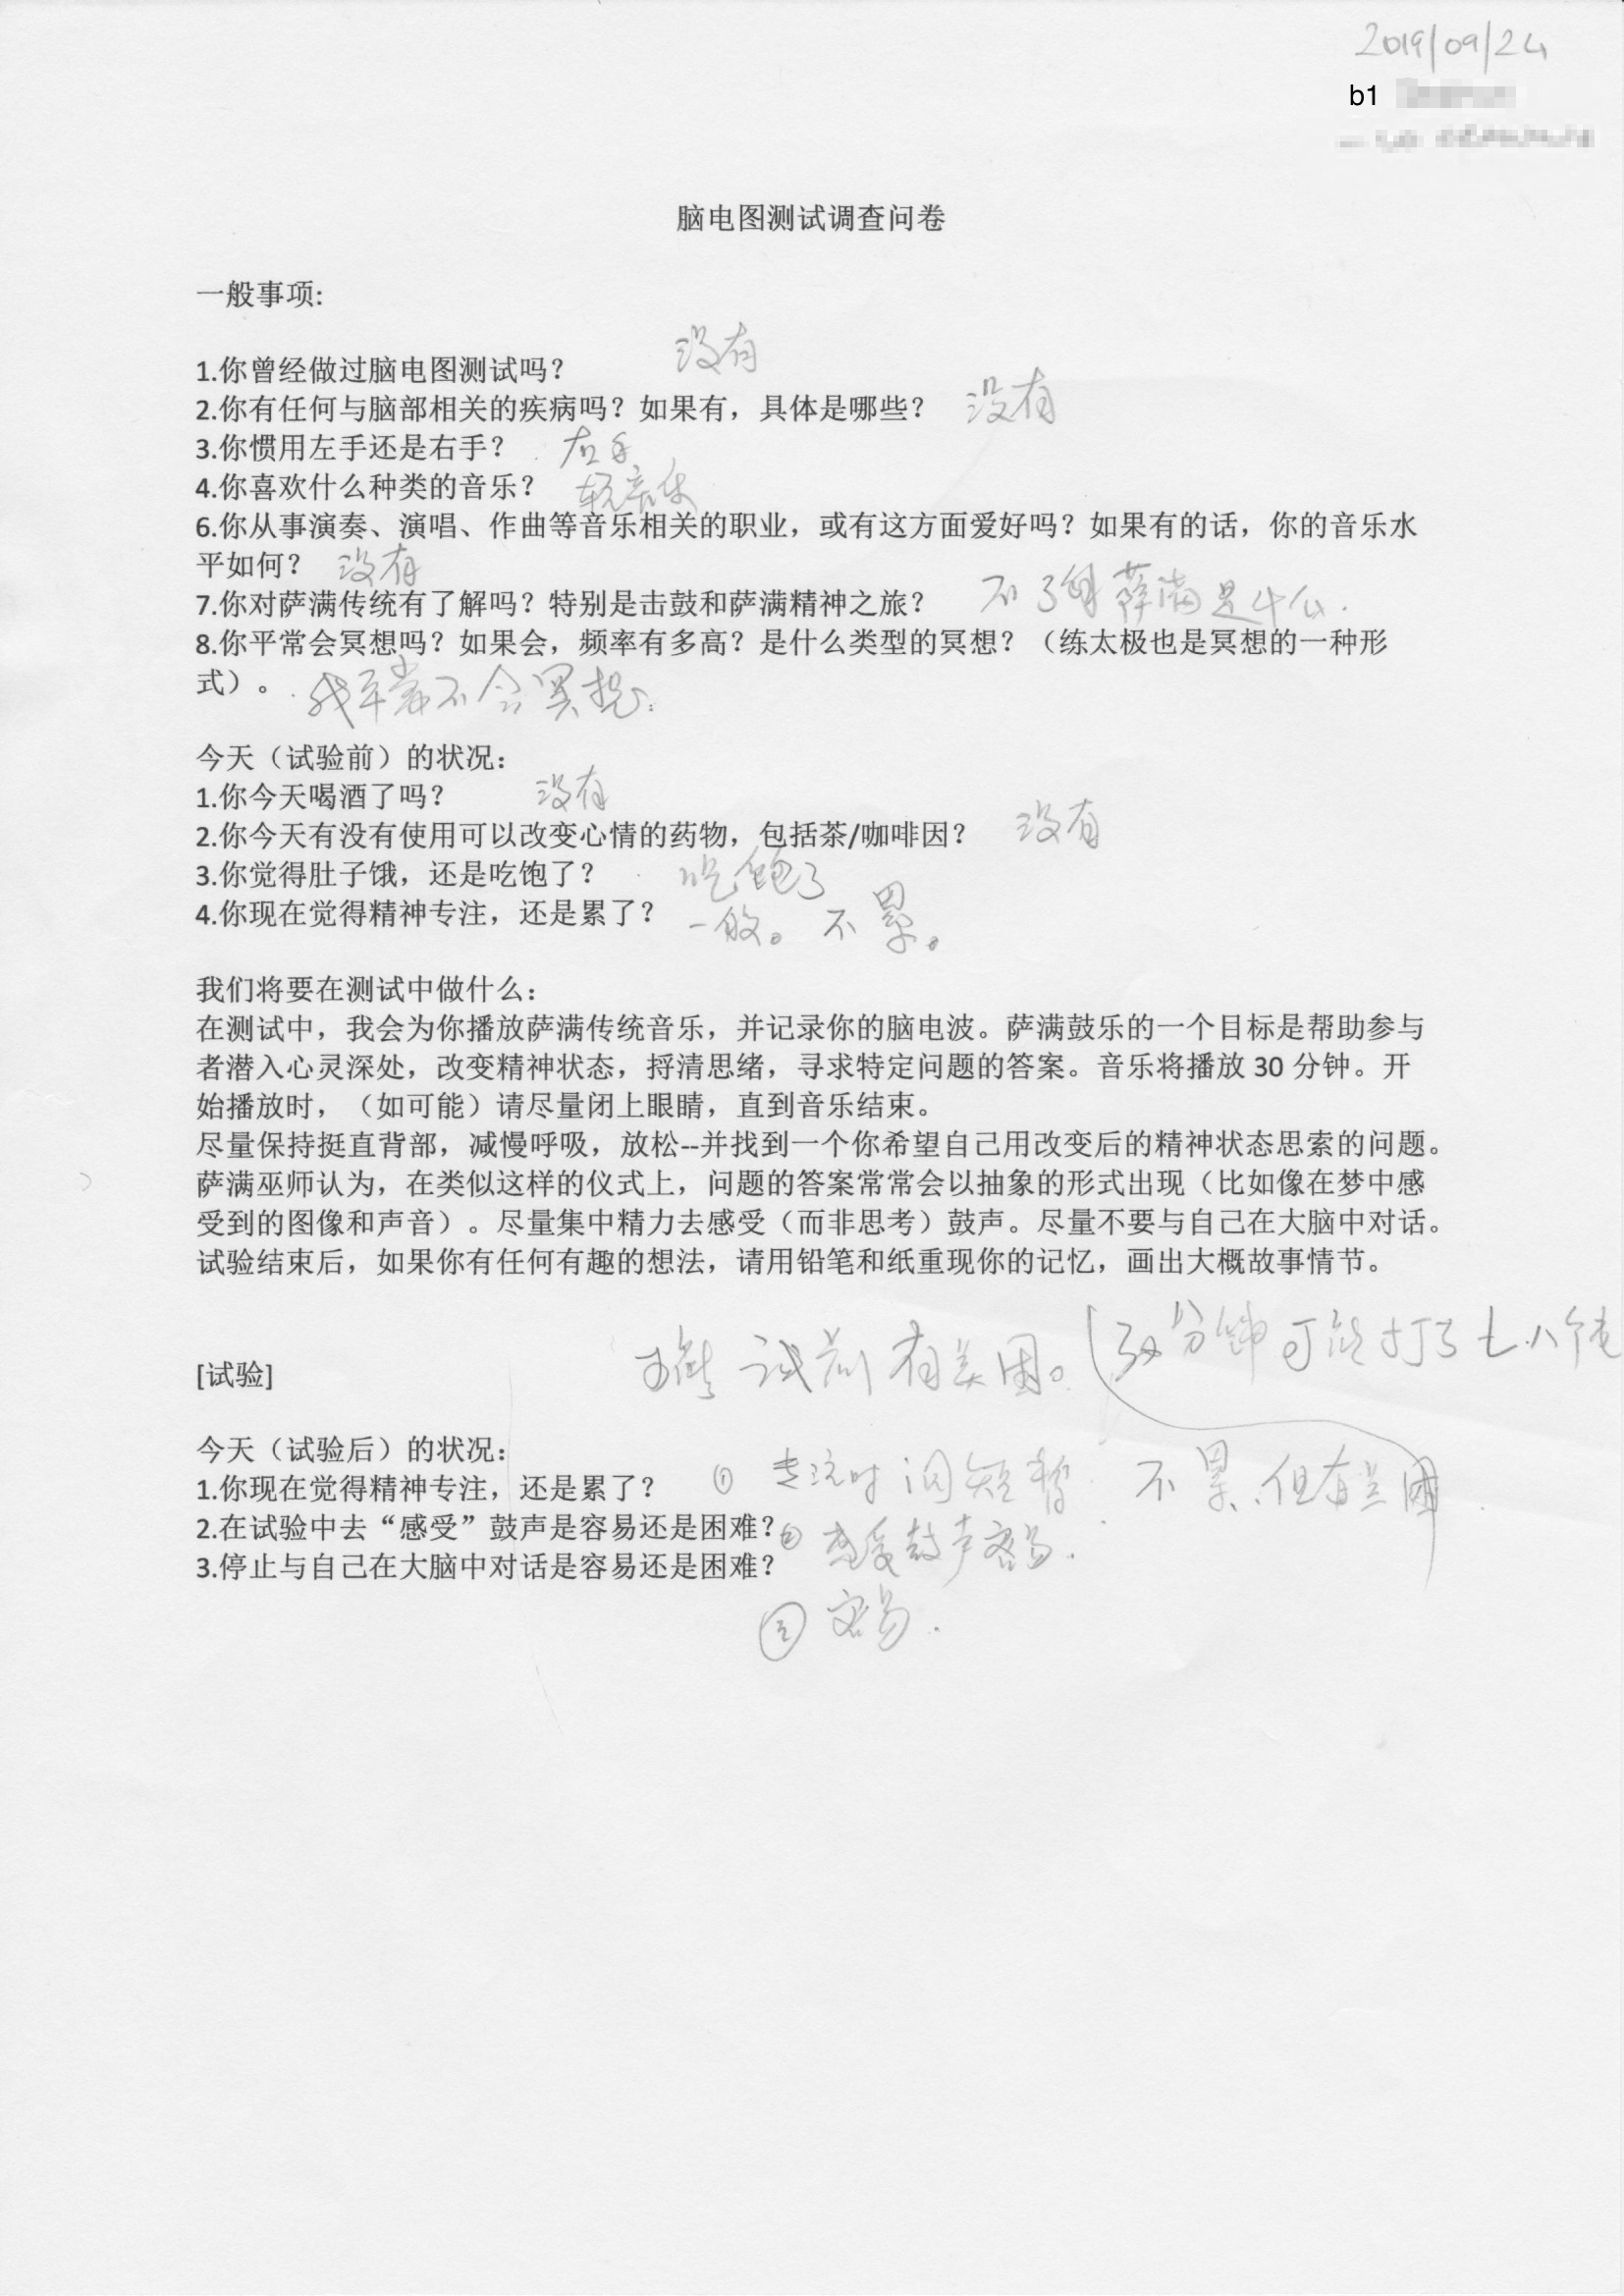 2019/09/24
b1
脑电图测试调查问卷
一般事项:
1.你曾经做过脑电图测试吗？ 没有
2.你有任何与脑部相关的疾病吗？如果有，具体是哪些？ 没有
3.你惯用左手还是右手？ 右手
4.你喜欢什么种类的音乐？ 轻音乐
6.你从事演奏、演唱、作曲等音乐相关的职业，或有这方面爱好吗？如果有的话，你的音乐水
平如何？ 没有
7.你对萨满传统有了解吗？特别是击鼓和萨满精神之旅？ 不了解薩满是什么.
8.你平常会冥想吗？如果会，频率有多高？是什么类型的冥想？（练太极也是冥想的一种形
式）。 我平常不会冥想.
今天（试验前）的状况：
1.你今天喝酒了吗？ 没有
2.你今天有没有使用可以改变心情的药物，包括茶/咖啡因？ 没有
3.你觉得肚子饿，还是吃饱了？ 吃飽了
4.你现在觉得精神专注，还是累了？ 一般。不累。
我们将要在测试中做什么：
在测试中，我会为你播放萨满传统音乐，并记录你的脑电波。萨满鼓乐的一个目标是帮助参与
者潜入心灵深处，改变精神状态，捋清思绪，寻求特定问题的答案。音乐将播放 30 分钟。开
始播放时，（如可能）请尽量闭上眼睛，直到音乐结束。
尽量保持挺直背部，减慢呼吸，放松--并找到一个你希望自己用改变后的精神状态思索的问题。
萨满巫师认为，在类似这样的仪式上，问题的答案常常会以抽象的形式出现（比如像在梦中感
受到的图像和声音）。尽量集中精力去感受（而非思考）鼓声。尽量不要与自己在大脑中对话。
试验结束后，如果你有任何有趣的想法，请用铅笔和纸重现你的记忆，画出大概故事情节。
30分钟可能打了七八个
[试验] 试前有关困。
今天（试验后）的状况：
1.你现在觉得精神专注，还是累了？ ① 专注时间短暂 不累，但有兰困
2.在试验中去“感受”鼓声是容易还是困难？ ② 感受鼓声容易.
3.停止与自己在大脑中对话是容易还是困难？
③ 容易.